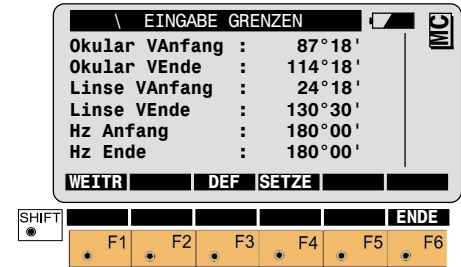 \ EINGABE GRENZEN
MC
Okular VAnfang : 87°18'
Okular VEnde : 114°18'
Linse VAnfang : 24°18'
Linse VEnde : 130°30'
Hz Anfang : 180°00'
Hz Ende : 180°00'
WEITR DEF SETZE
SHIFT ENDE
F1 F2 F3 F4 F5 F6